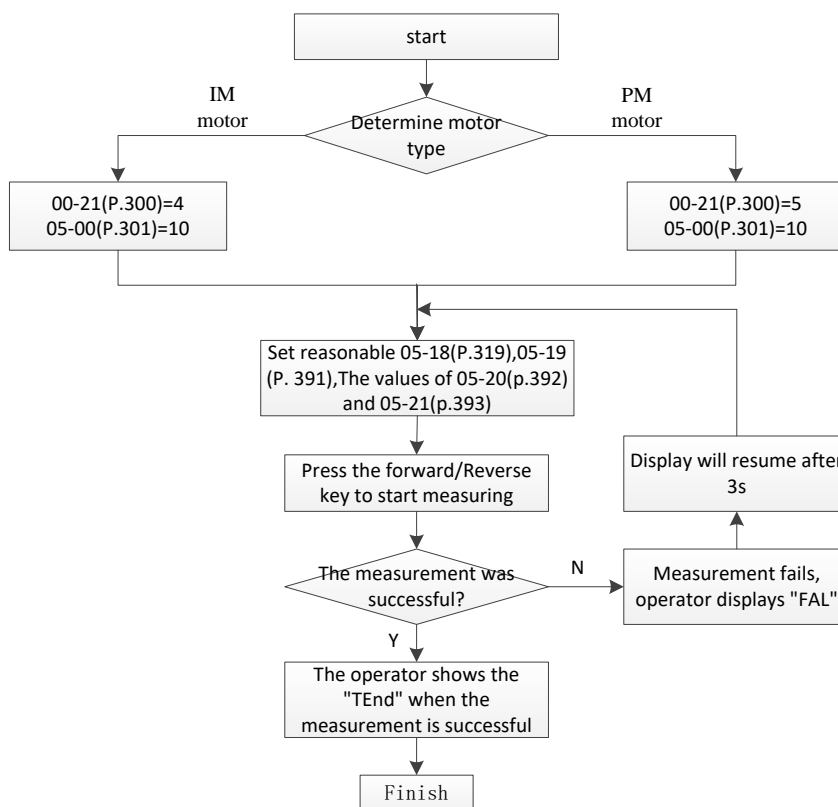 start
IM
motor
PM
motor
Determine motor
type
00-21(P.300)=4
05-00(P.301)=10
00-21(P.300)=5
05-00(P.301)=10
Set reasonable 05-18(P.319),05-19
(P. 391),The values of 05-20(p.392)
and 05-21(p.393)
Press the forward/Reverse
key to start measuring
Display will resume after
3s
The measurement was
successful?
N
Measurement fails,
operator displays "FAL"
Y
The operator shows the
"TEnd" when the
measurement is successful
Finish